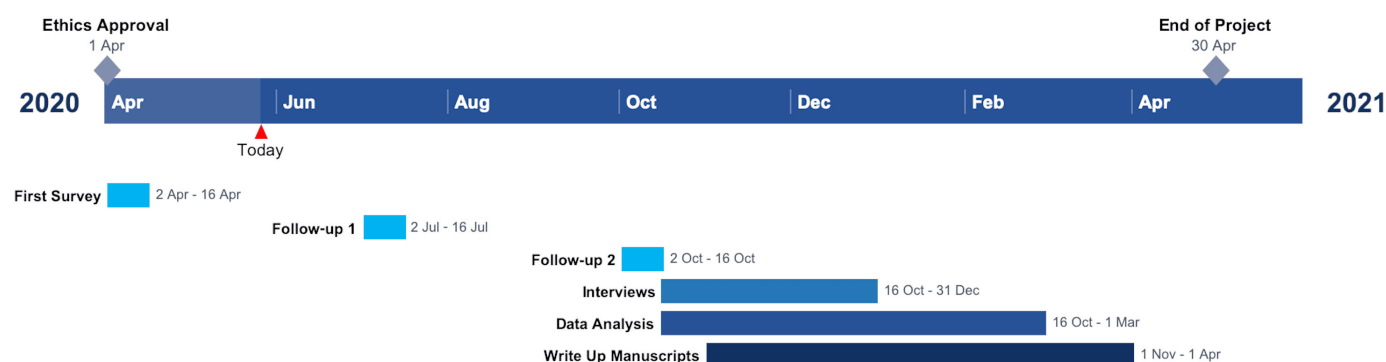 Ethics Approval
1 Apr
End of Project
30 Apr
2020 Apr Jun Aug Oct Dec Feb Apr 2021
Today
First Survey 2 Apr - 16 Apr
Follow-up 1 2 Jul - 16 Jul
Follow-up 2 2 Oct - 16 Oct
Interviews 16 Oct - 31 Dec
Data Analysis 16 Oct - 1 Mar
Write Up Manuscripts 1 Nov - 1 Apr